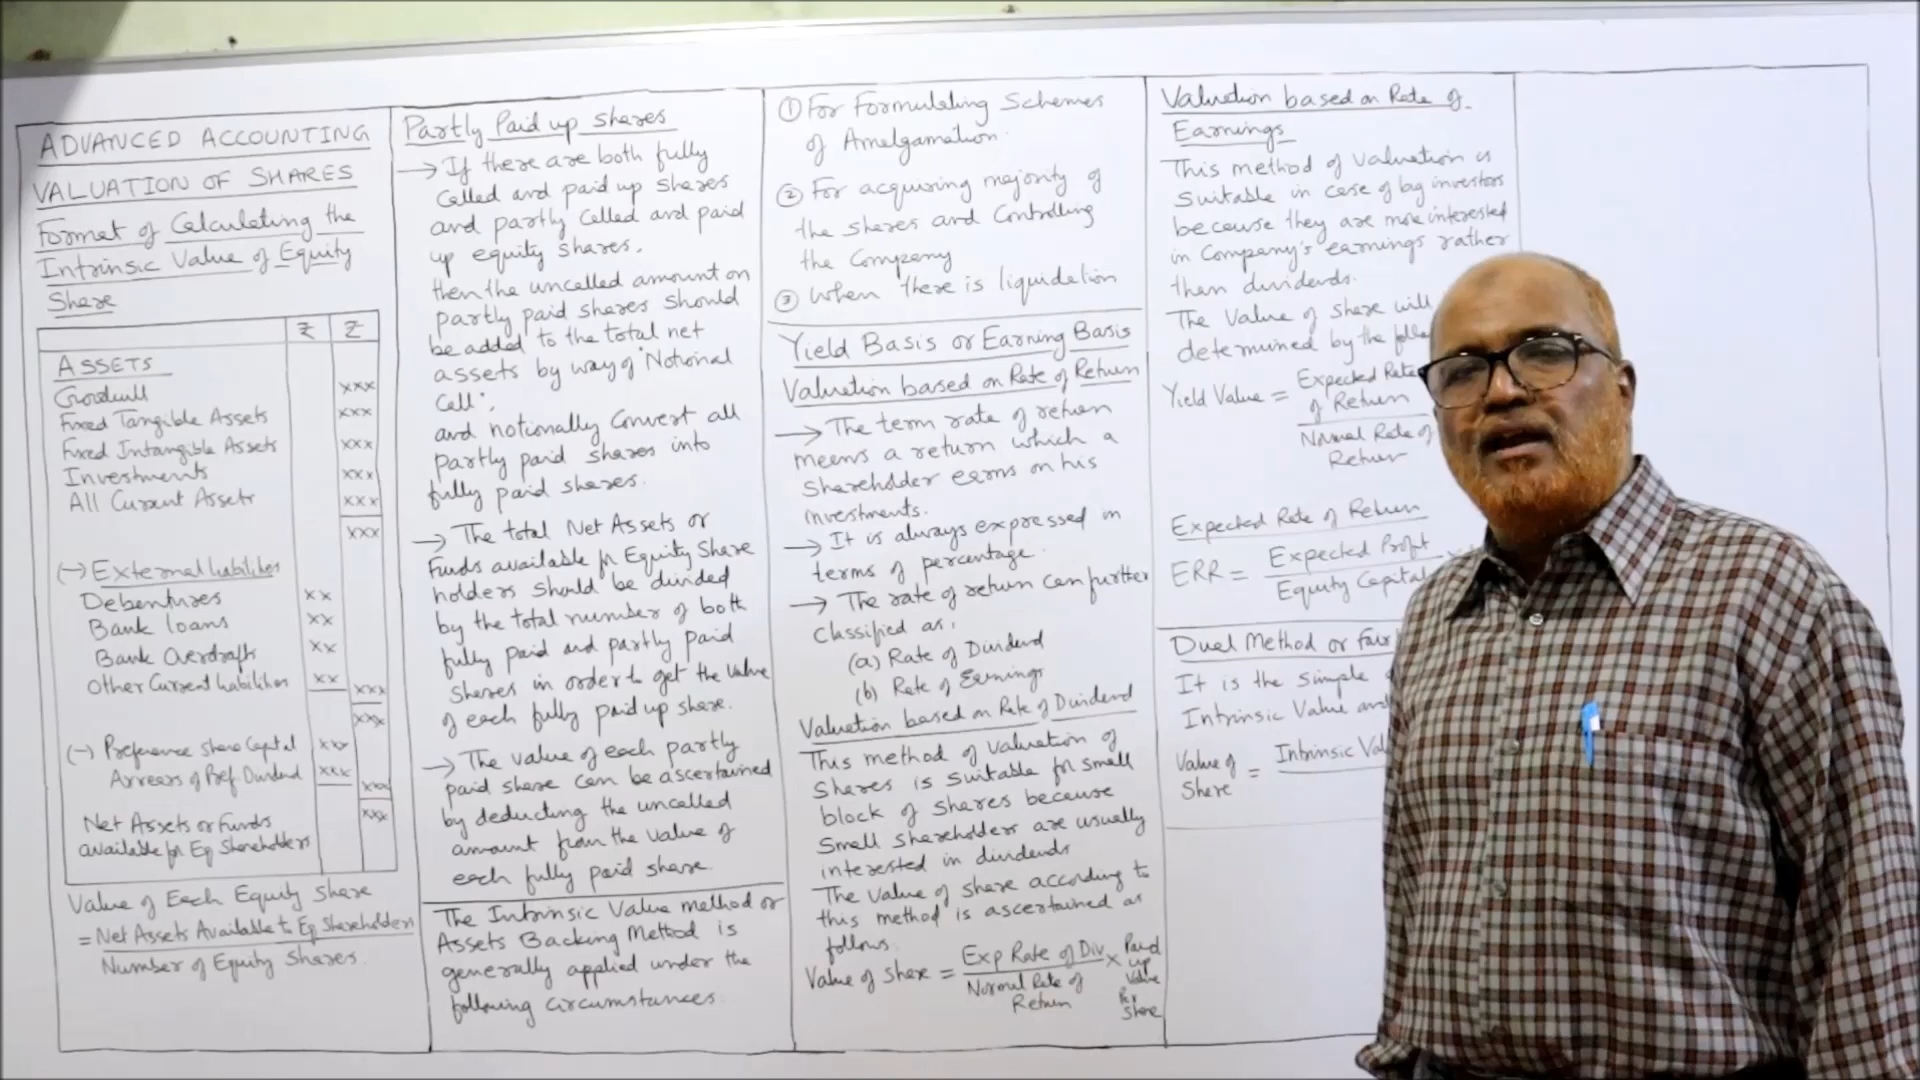 ADVANCED ACCOUNTING
VALUATION OF SHARES
Format of Calculating the
Intrinsic Value of Equity
Share
₹ ₹
ASSETS
Goodwill xxx
Fixed Tangible Assets xxx
Fixed Intangible Assets xxx
Investments xxx
All Current Assets xxx
xxx
(-) External liabilities
Debentures xx
Bank loans xx
Bank Overdrafts xx
Other Current liabilities xx xxx
xxx
(-) Preference Share Capital xxx
Arrears of Pref. Dividend xxx xxx
Net Assets or Funds xxx
available for Eq Shareholders
Value of Each Equity Share
= Net Assets Available to Eq Shareholders
Number of Equity Shares.
Partly Paid up Shares
→ If there are both fully
Called and paid up shares
and partly Called and paid
up equity shares.
then the uncalled amount on
partly paid shares should
be added to the total net
assets by way of "Notional
Call",
and notionally Convert all
partly paid shares into
fully paid shares.
→ The total Net Assets or
Funds available for Equity Share
holders should be divided
by the total number of both
fully paid and partly paid
Shares in order to get the Value
of each fully paid up share.
→ The value of each partly
paid share can be ascertained
by deducting the uncalled
amount from the value of
each fully paid share.
The Intrinsic Value method or
Assets Backing Method is
generally applied under the
following Circumstances
① For Formulating Schemes
of Amalgamation.
② For acquiring majority of
the shares and Controlling
the Company
③ When there is liquidation
Yield Basis or Earning Basis
Valuation based on Rate of Return
→ The term rate of return
means a return which a
Shareholder earns on his
investments.
→ It is always expressed in
terms of percentage.
→ The rate of return can further
Classified as,
(a) Rate of Dividend
(b) Rate of Earnings
Valuation based on Rate of Dividend
This method of valuation of
Shares is suitable for small
block of Shares because
Small Shareholders are usually
interested in dividends
The value of Share according to
this method is ascertained as
follows.
Value of Share = Exp Rate of Div / Normal Rate of Return × Paid up Value Per Share
Valuation based on Rate of
Earnings
This method of Valuation is
Suitable in case of big investors
because they are more interested
in Company's earnings rather
than dividends.
The Value of Share will
determined by the
Yield Value = Expected Rate
of Return
Normal Rate of
Return
Expected Rate of Return
ERR = Expected Profit
Equity Capital
Dual Method or Fair
It is the simple
Intrinsic Value and
Value of Share = Intrinsic